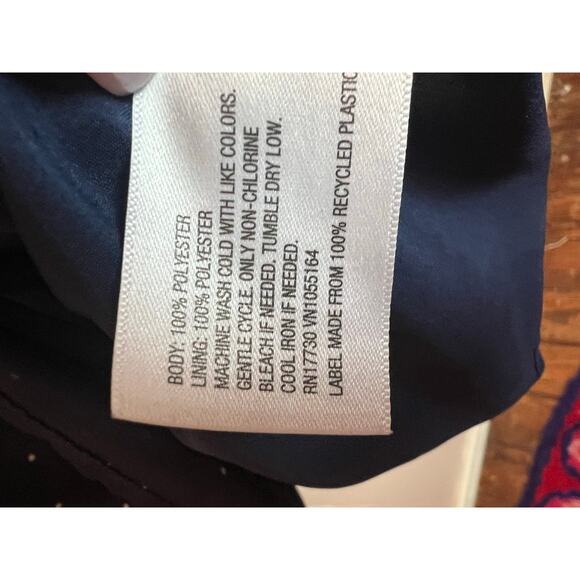 BODY: 100% POLYESTER
LINING: 100% POLYESTER
MACHINE WASH COLD WITH LIKE COLORS.
GENTLE CYCLE. ONLY NON-CHLORINE
BLEACH IF NEEDED. TUMBLE DRY LOW.
COOL IRON IF NEEDED.
RN17730 VN1055164
LABEL MADE FROM 100% RECYCLED PLASTIC